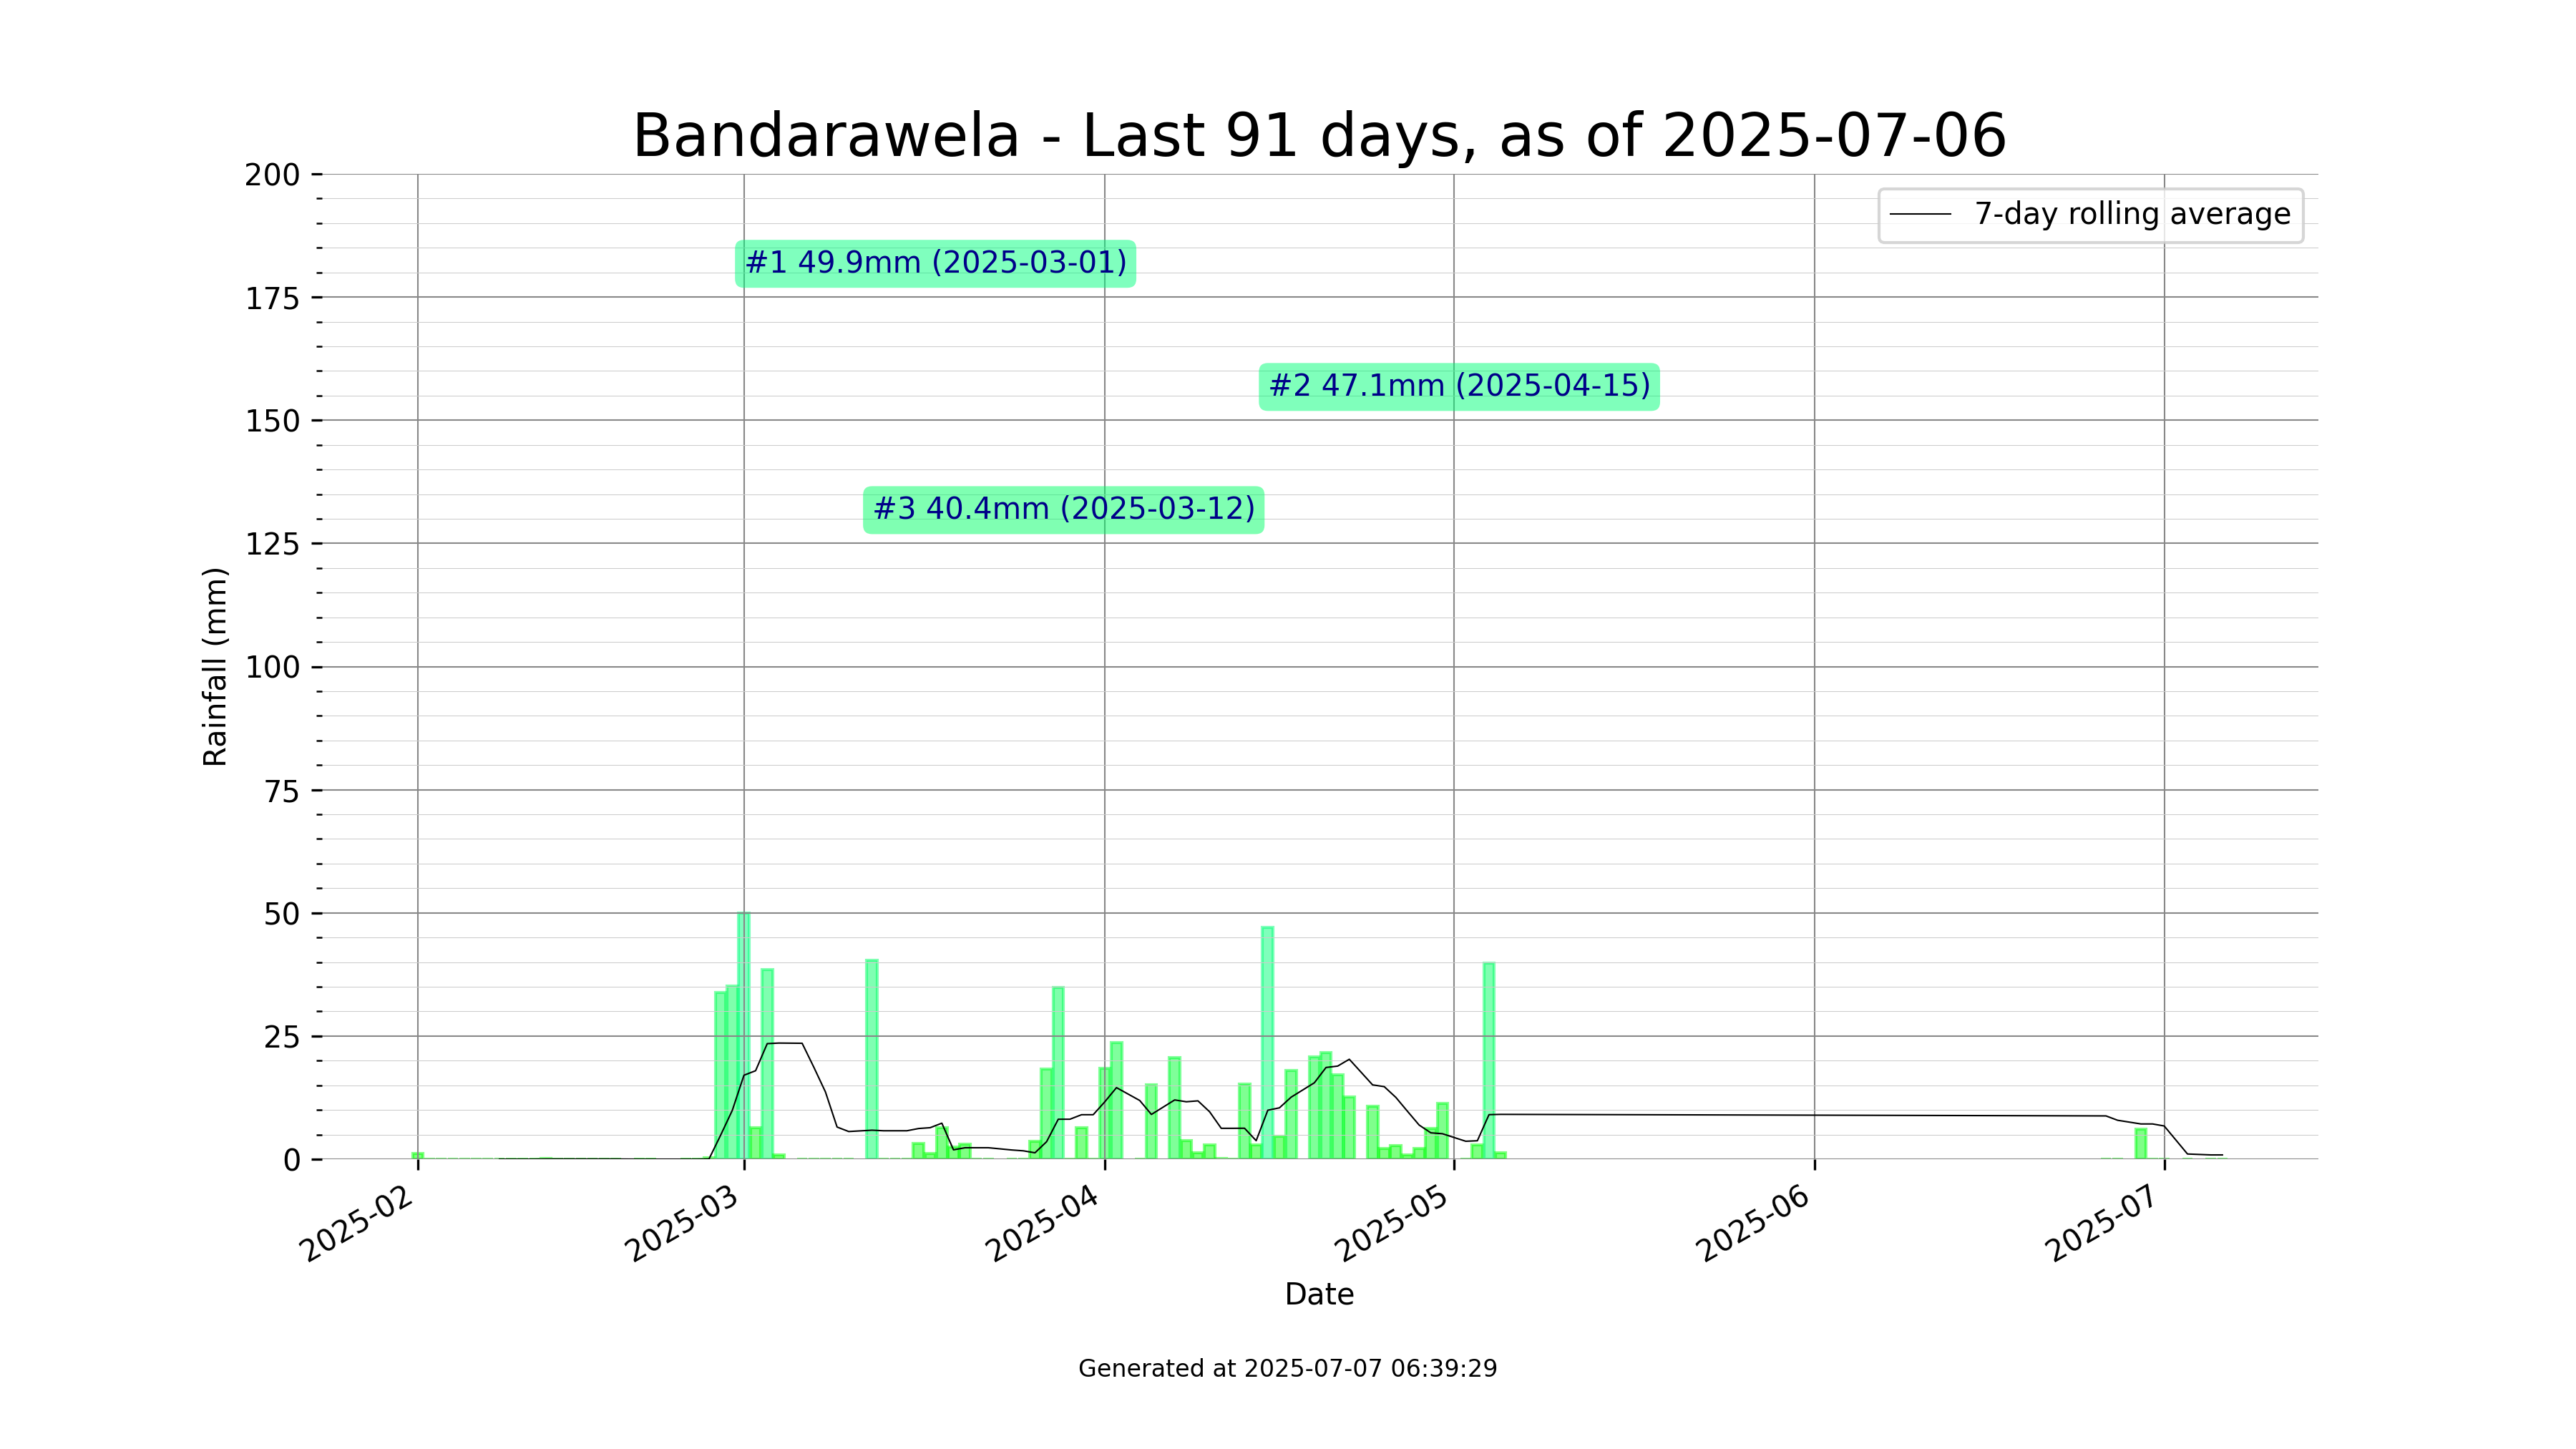 Bandarawela - Last 91 days, as of 2025-07-06
200
175
150
125
100
75
50
25
0
Rainfall (mm)
7-day rolling average
#1 49.9mm (2025-03-01)
#2 47.1mm (2025-04-15)
#3 40.4mm (2025-03-12)
2025-02
2025-03
2025-04
2025-05
2025-06
2025-07
Date
Generated at 2025-07-07 06:39:29